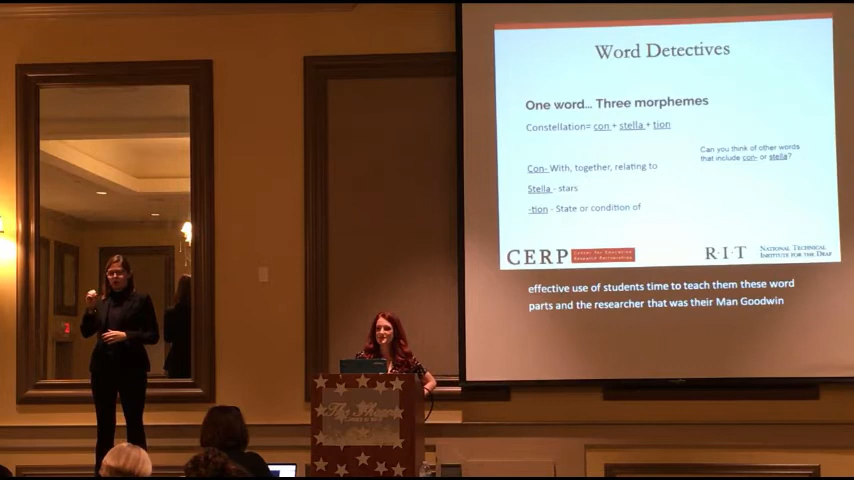 Word Detectives
One word... Three morphemes
Constellation= con + stella + tion
Can you think of other words
that include con- or stella?
Con- With, together, relating to
Stella - stars
-tion - State or condition of
CERP Center for Education Research Partnerships
R·I·T NATIONAL TECHNICAL INSTITUTE FOR THE DEAF
effective use of students time to teach them these word
parts and the researcher that was their Man Goodwin